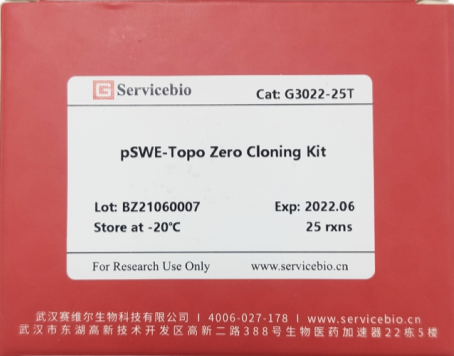 G Servicebio
Cat: G3022-25T
pSWE-Topo Zero Cloning Kit
Lot: BZ21060007
Exp: 2022.06
Store at -20℃
25 rxns
For Research Use Only
www.servicebio.cn
武汉赛维尔生物科技有限公司 | 4006-027-178 | www.servicebio.cn
武汉市东湖高新技术开发区高新二路388号生物医药加速器22栋5楼